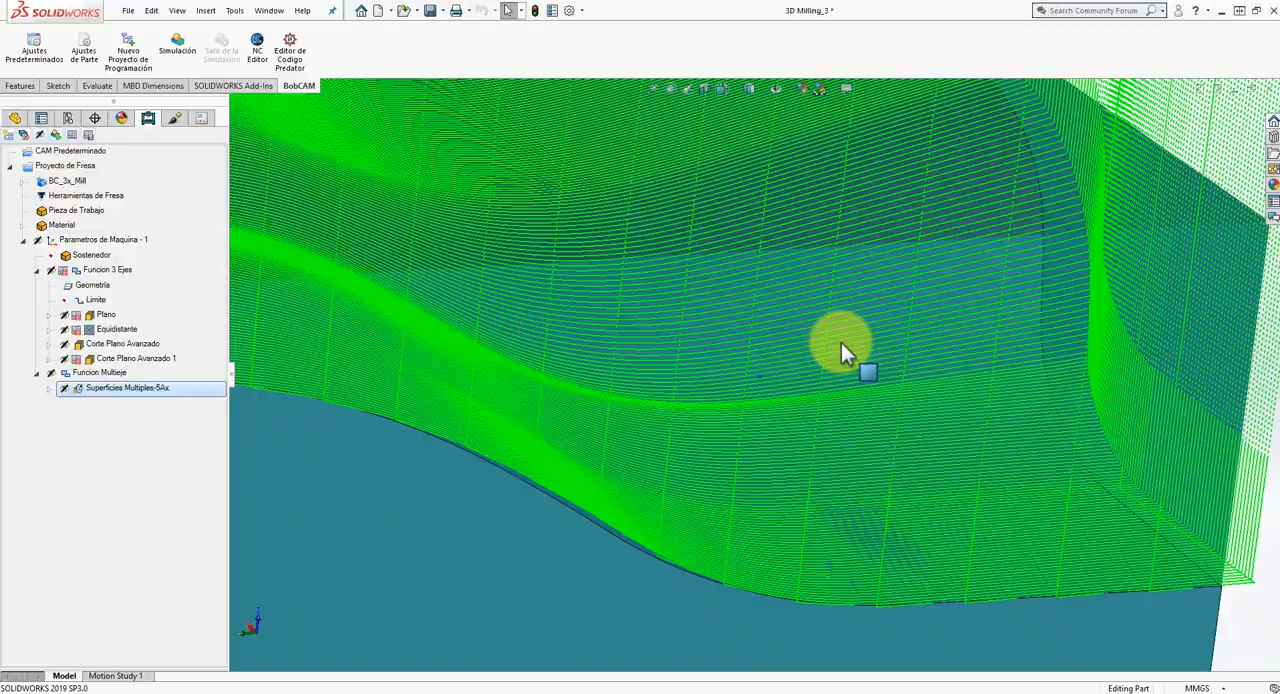 SOLIDWORKS
File Edit View Insert Tools Window Help
3D Milling_3 *
Search Community Forum
Ajustes Predeterminados
Ajustes de Parte
Nuevo Proyecto de Programación
Simulación
Salit de la Simulacion
NC Editor
Editor de Codigo Predator
Features Sketch Evaluate MBD Dimensions SOLIDWORKS Add-Ins BobCAM
CAM Predeterminado
Proyecto de Fresa
BC_3x_Mill
Herramientas de Fresa
Pieza de Trabajo
Material
Parametros de Maquina - 1
Sostenedor
Funcion 3 Ejes
Geometría
Limite
Plano
Equidistante
Corte Plano Avanzado
Corte Plano Avanzado 1
Funcion Multieje
Superficies Multiples-5Ax
Model Motion Study 1
SOLIDWORKS 2019 SP3.0
Editing Part
MMGS